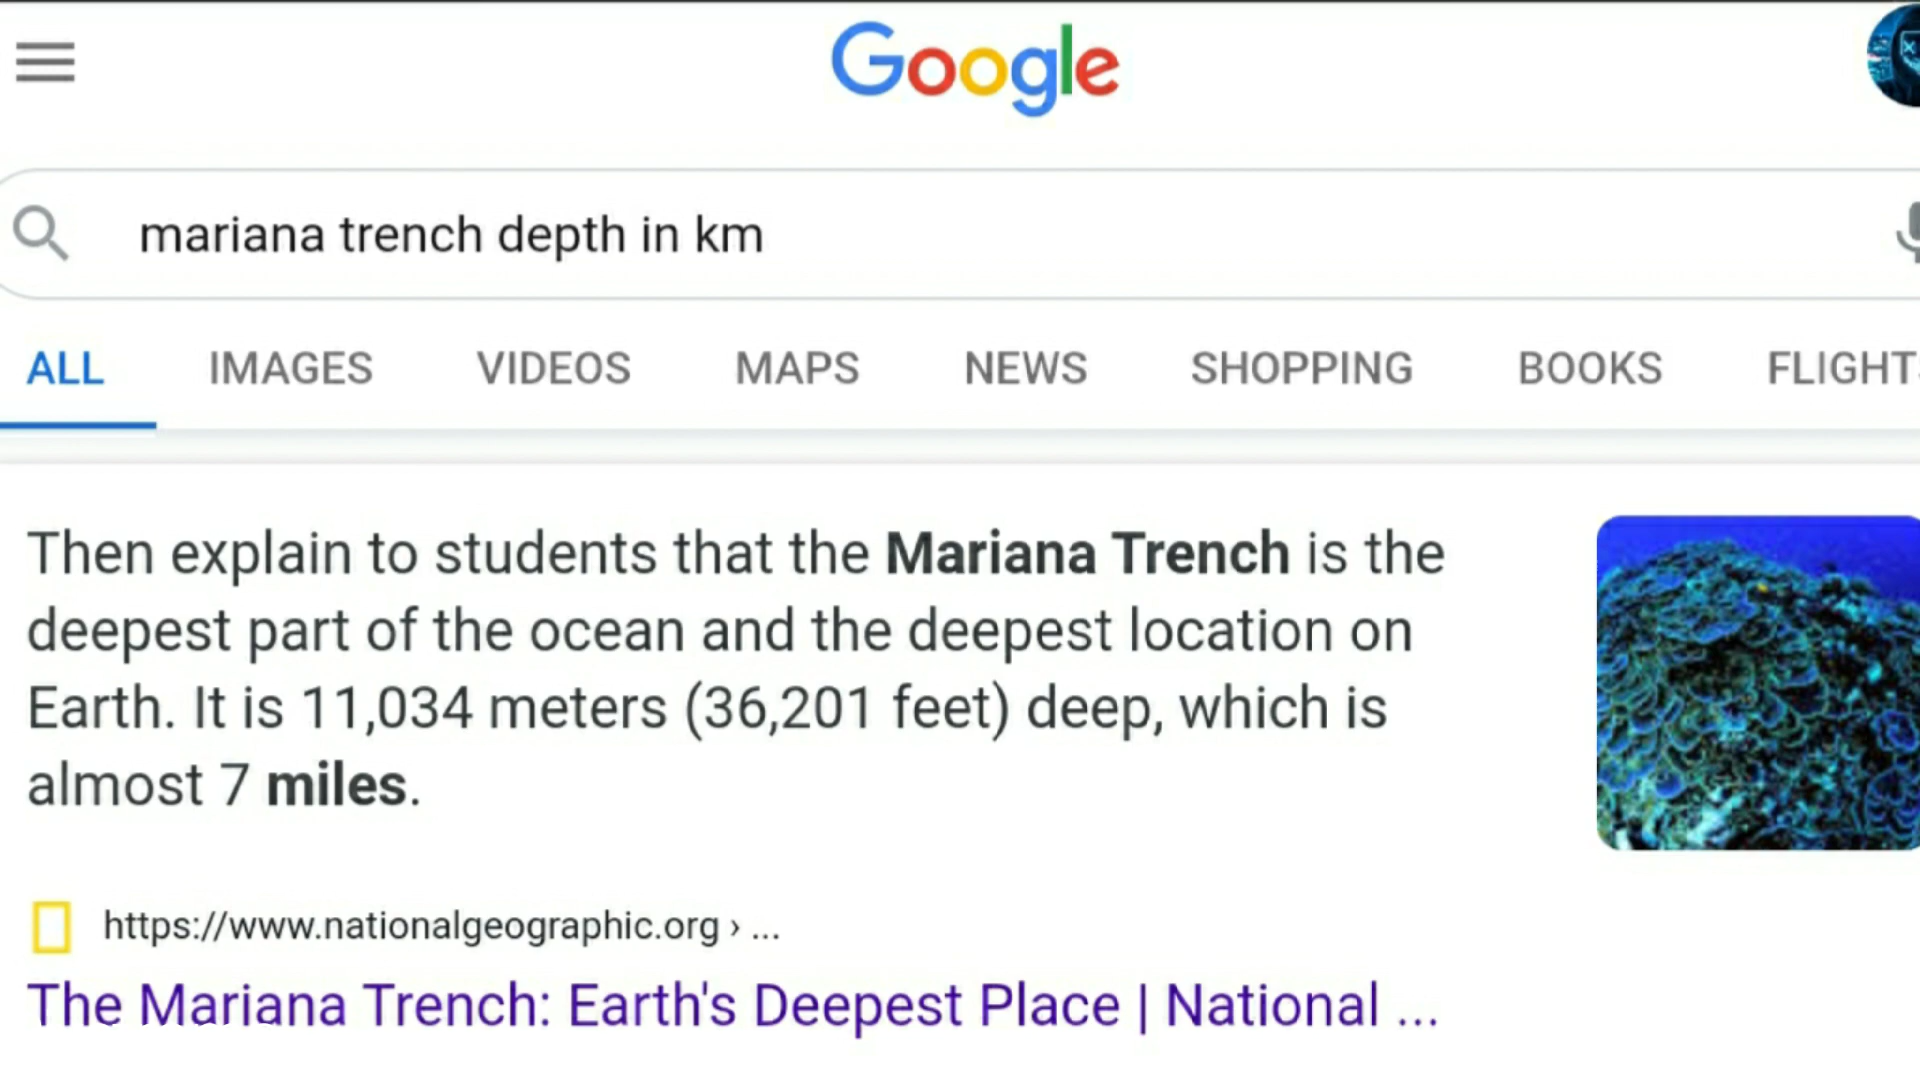 Google
mariana trench depth in km
ALL IMAGES VIDEOS MAPS NEWS SHOPPING BOOKS FLIGHT
Then explain to students that the Mariana Trench is the
deepest part of the ocean and the deepest location on
Earth. It is 11,034 meters (36,201 feet) deep, which is
almost 7 miles.
https://www.nationalgeographic.org › ...
The Mariana Trench: Earth's Deepest Place | National ...